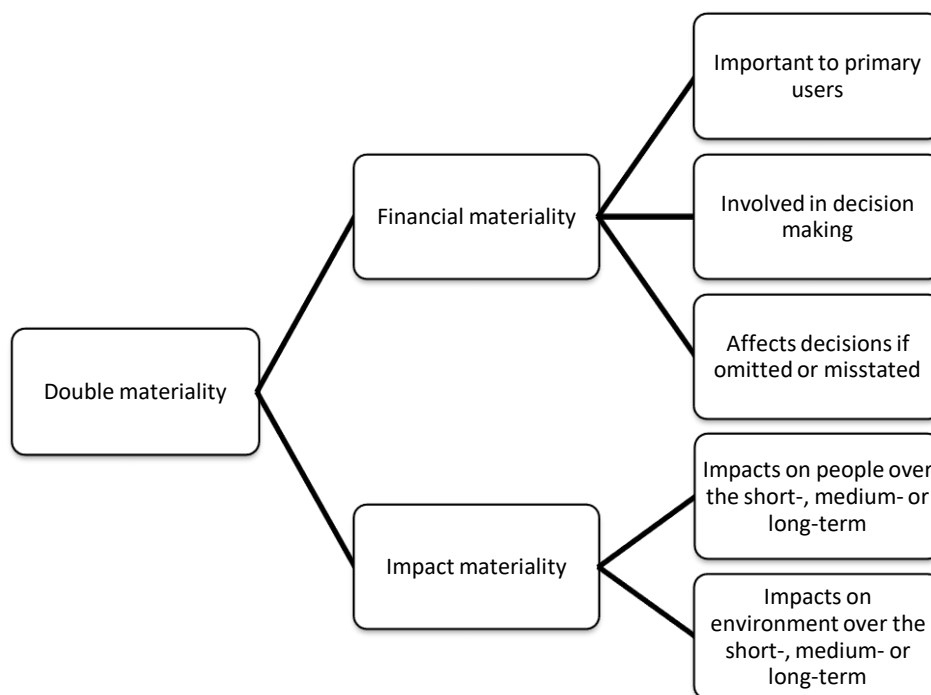 Important to primary
users
Financial materiality
Involved in decision
making
Affects decisions if
omitted or misstated
Double materiality
Impact materiality
Impacts on people over
the short-, medium- or
long-term
Impacts on
environment over the
short-, medium- or
long-term